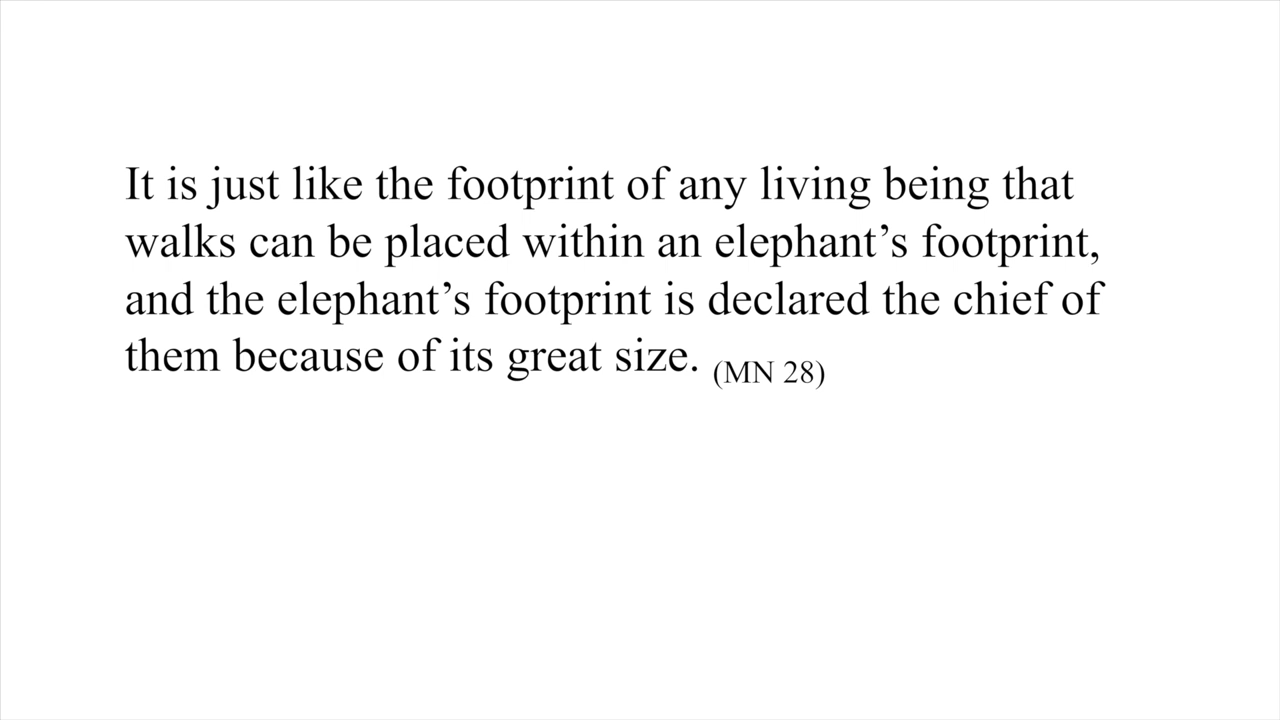 It is just like the footprint of any living being that
walks can be placed within an elephant’s footprint,
and the elephant’s footprint is declared the chief of
them because of its great size. (MN 28)